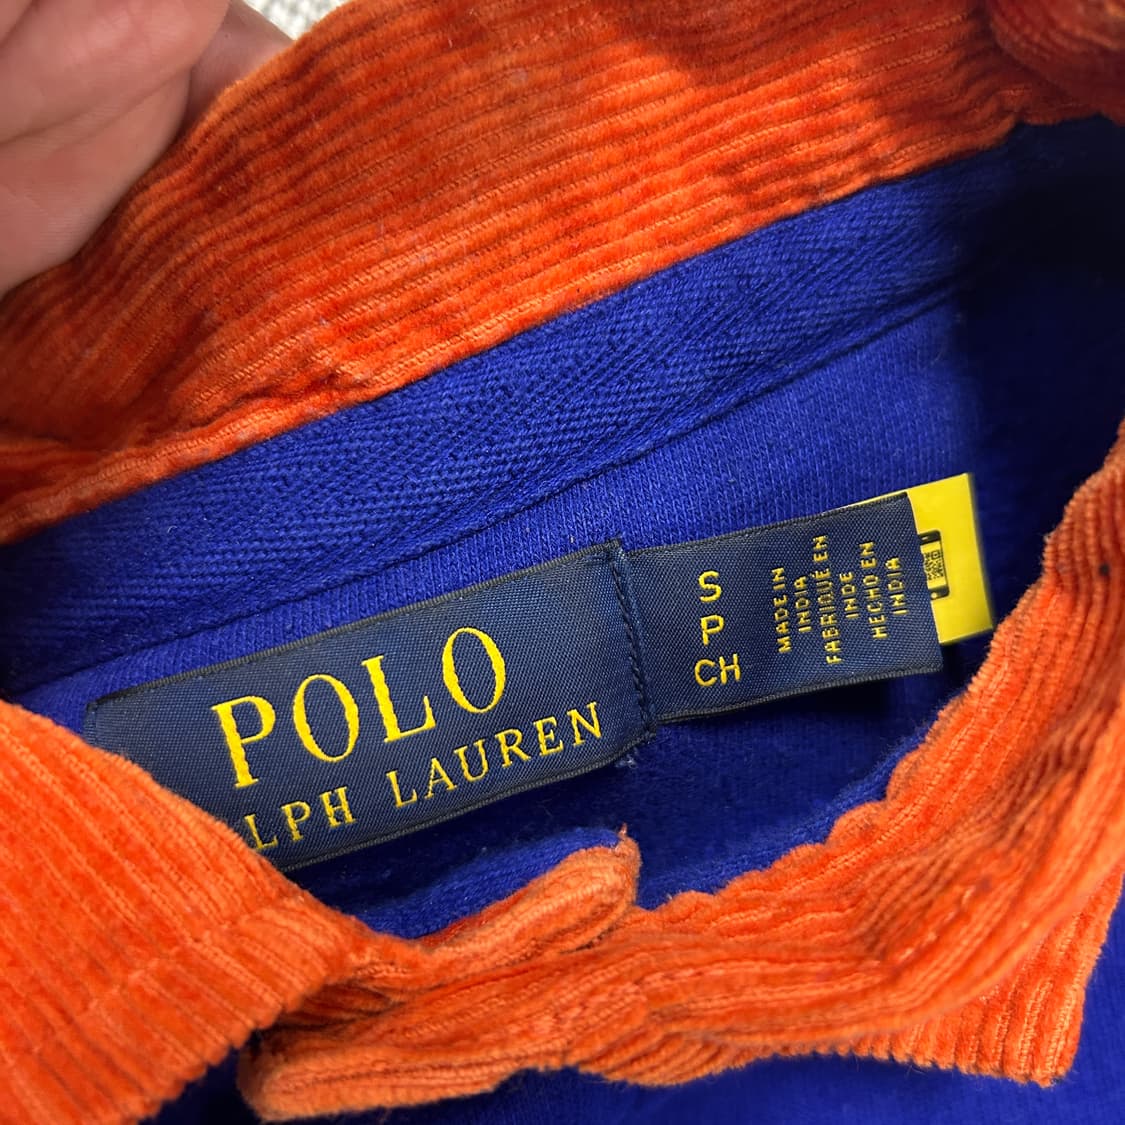 POLO
LPH LAUREN
S
P
CH
MADE IN
INDIA
FABRIQUÉ EN
INDE
HECHO EN
INDIA